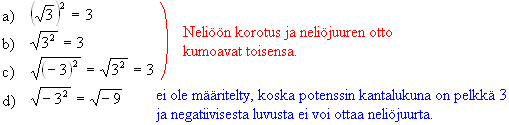 a) (√3)² = 3
b) √3² = 3
c) √(−3)² = √3² = 3
Neliöön korotus ja neliöjuuren otto
kumoavat toisensa.
d) √−3² = √−9
ei ole määritelty, koska potenssin kantalukuna on pelkkä 3
ja negatiivisesta luvusta ei voi ottaa neliöjuurta.